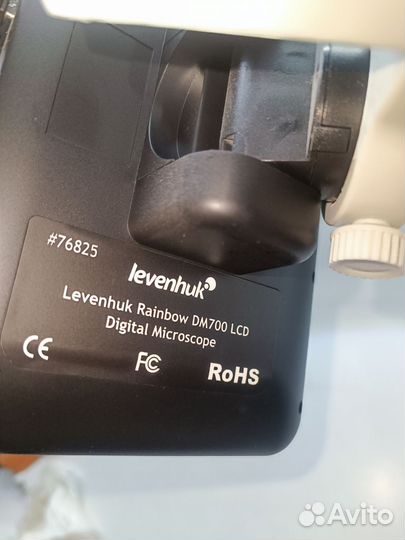 #76825
levenhuk
Levenhuk Rainbow DM700 LCD
Digital Microscope
CE FC RoHS
Avito